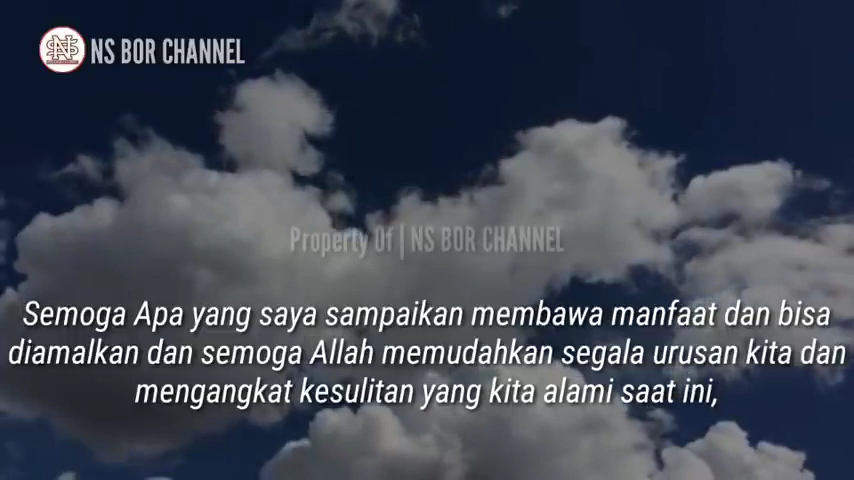 NS BOR CHANNEL
Property Of | NS BOR CHANNEL
Semoga Apa yang saya sampaikan membawa manfaat dan bisa
diamalkan dan semoga Allah memudahkan segala urusan kita dan
mengangkat kesulitan yang kita alami saat ini,